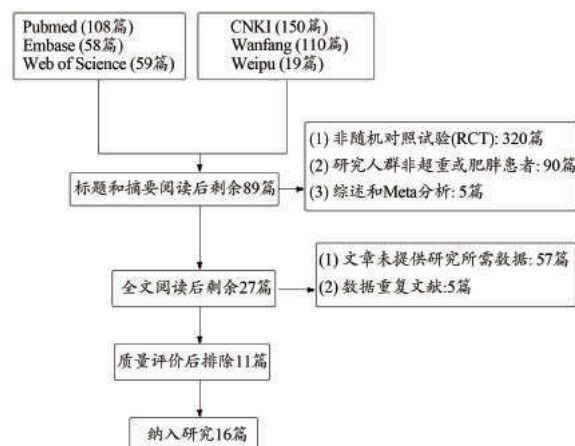 Pubmed (108篇)
Embase (58篇)
Web of Science (59篇)
CNKI (150篇)
Wanfang (110篇)
Weipu (19篇)
标题和摘要阅读后剩余89篇
(1) 非随机对照试验(RCT): 320篇
(2) 研究人群非超重或肥胖患者: 90篇
(3) 综述和Meta分析: 5篇
全文阅读后剩余27篇
(1) 文章未提供研究所需数据: 57篇
(2) 数据重复文献: 5篇
质量评价后排除11篇
纳入研究16篇